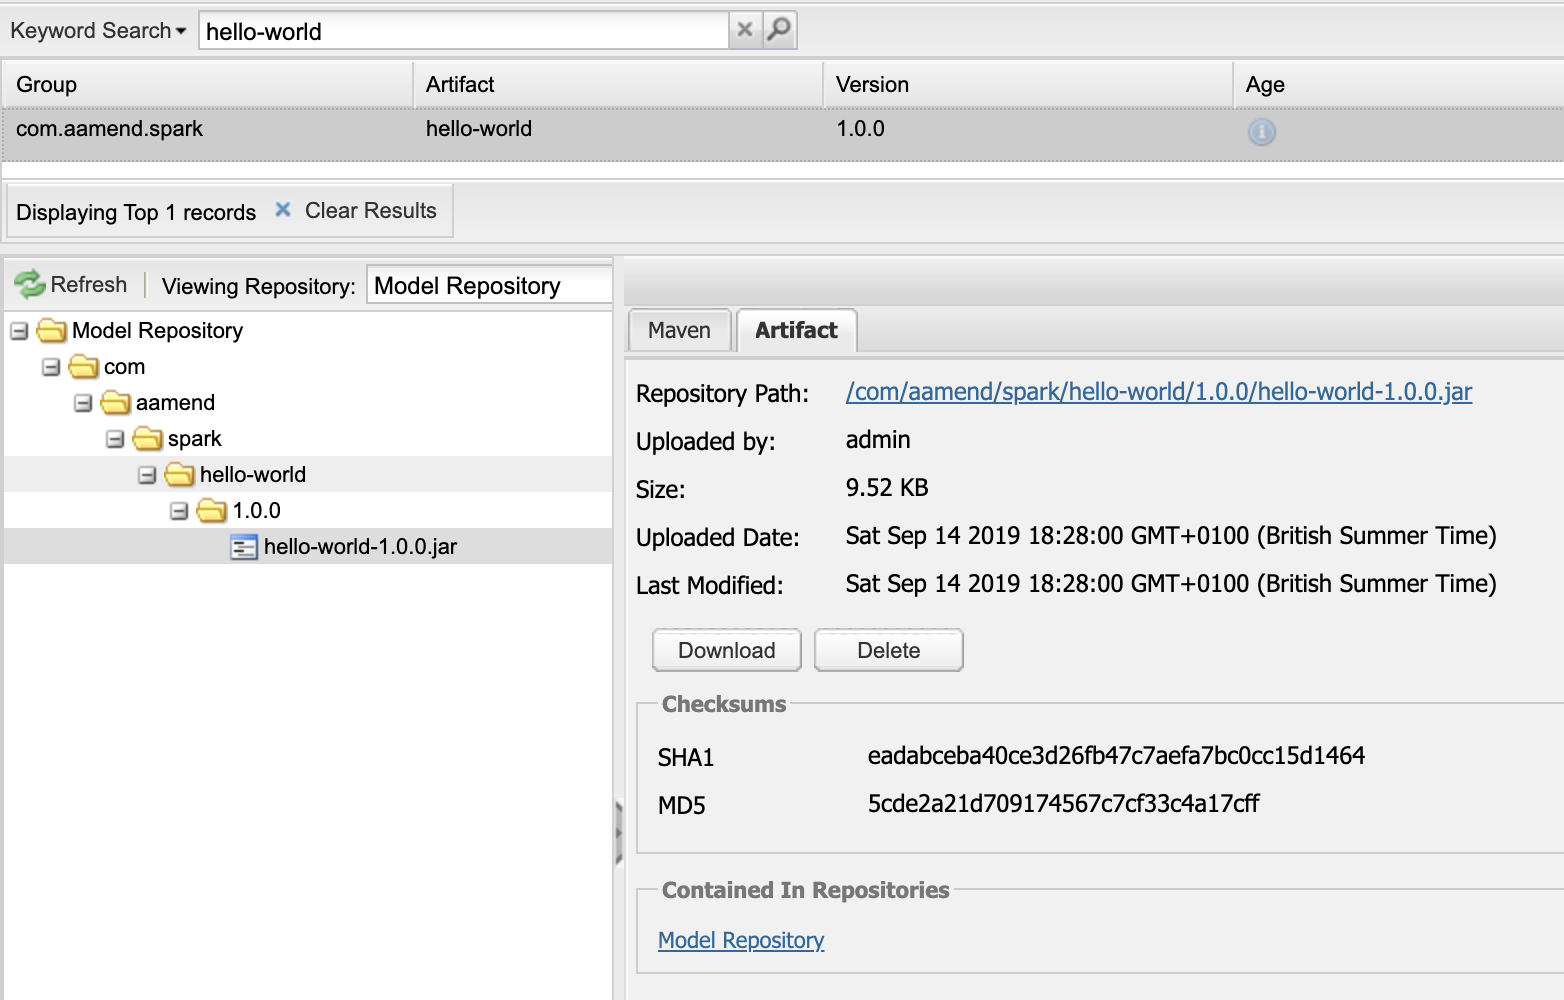 Keyword Search hello-world
Group Artifact Version Age
com.aamend.spark hello-world 1.0.0
Displaying Top 1 records Clear Results
Refresh Viewing Repository: Model Repository
Model Repository
com
aamend
spark
hello-world
1.0.0
hello-world-1.0.0.jar
Maven Artifact
Repository Path: /com/aamend/spark/hello-world/1.0.0/hello-world-1.0.0.jar
Uploaded by: admin
Size: 9.52 KB
Uploaded Date: Sat Sep 14 2019 18:28:00 GMT+0100 (British Summer Time)
Last Modified: Sat Sep 14 2019 18:28:00 GMT+0100 (British Summer Time)
Download Delete
Checksums
SHA1 eadabceba40ce3d26fb47c7aefa7bc0cc15d1464
MD5 5cde2a21d709174567c7cf33c4a17cff
Contained In Repositories
Model Repository